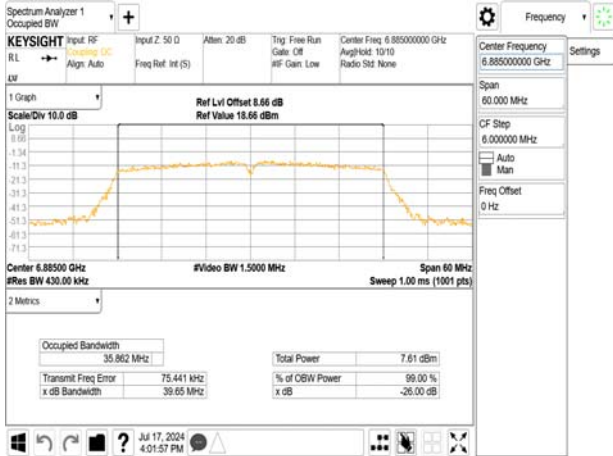 Spectrum Analyzer 1
Occupied BW
+
Frequency
KEYSIGHT
RL
Input: RF
Coupling: DC
Align: Auto
Input Z: 50 Ω
Freq Ref: Int (S)
Atten: 20 dB
Trig: Free Run
Gate: Off
#IF Gain: Low
Center Freq: 6.885000000 GHz
Avg|Hold: 10/10
Radio Std: None
Center Frequency
6.885000000 GHz
Settings
Span
60.000 MHz
CF Step
6.000000 MHz
Auto
Man
Freq Offset
0 Hz
1 Graph
Scale/Div 10.0 dB
Ref Lvl Offset 8.66 dB
Ref Value 18.66 dBm
Log
8.66
-1.34
-11.3
-21.3
-31.3
-41.3
-51.3
-61.3
-71.3
Center 6.88500 GHz
#Video BW 1.5000 MHz
Span 60 MHz
#Res BW 430.00 kHz
Sweep 1.00 ms (1001 pts)
2 Metrics
Occupied Bandwidth
35.862 MHz
Total Power
7.61 dBm
Transmit Freq Error
75.441 kHz
% of OBW Power
99.00 %
x dB Bandwidth
39.65 MHz
x dB
-26.00 dB
?
Jul 17, 2024
4:01:57 PM